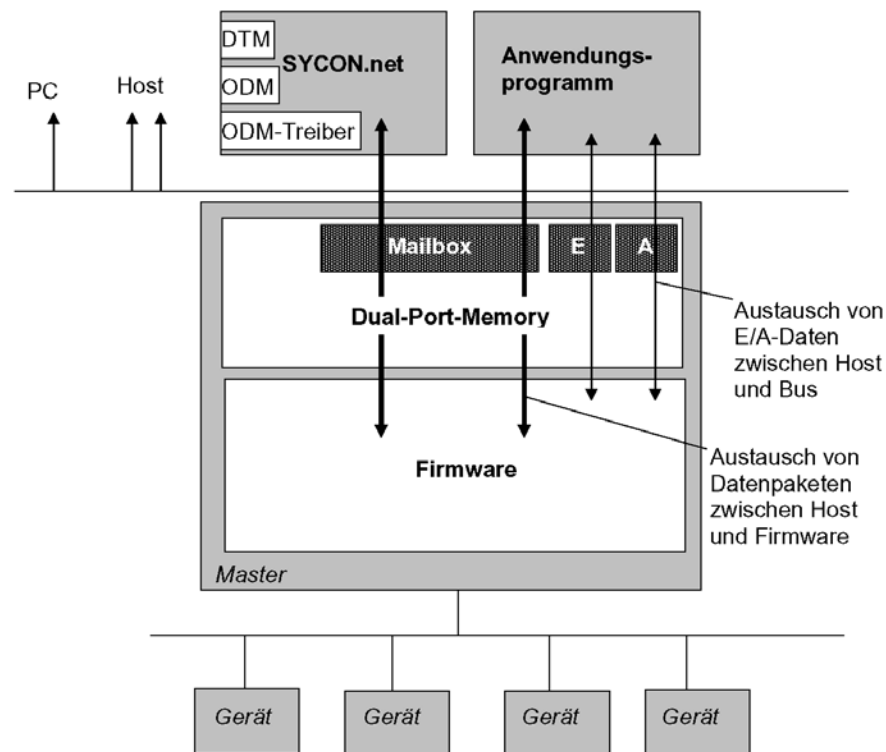 DTM
SYCON.net
ODM
ODM-Treiber
Anwendungs-
programm
PC
Host
Mailbox
E
A
Dual-Port-Memory
Austausch von
E/A-Daten
zwischen Host
und Bus
Firmware
Austausch von
Datenpaketen
zwischen Host
und Firmware
Master
Gerät
Gerät
Gerät
Gerät